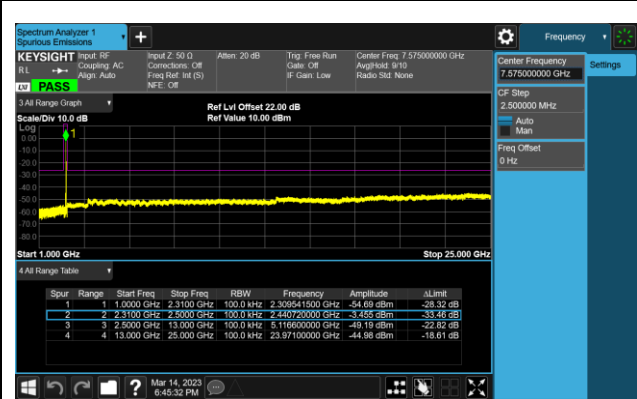 Spectrum Analyzer 1
Spurious Emissions
Frequency
KEYSIGHT Input: RF Input Z: 50 Ω Atten: 20 dB Trig: Free Run Center Freq: 7.575000000 GHz
RL Coupling: AC Corrections: Off Gate: Off Avg|Hold: 9/10
Align: Auto Freq Ref: Int (S) IF Gain: Low Radio Std: None
LXI PASS NFE: Off
Center Frequency
7.575000000 GHz
Settings
CF Step
2.500000 MHz
Auto
Man
Freq Offset
0 Hz
3 All Range Graph
Ref Lvl Offset 22.00 dB
Scale/Div 10.0 dB Ref Value 10.00 dBm
Log
1
0.00
-10.0
-20.0
-30.0
-40.0
-50.0
-60.0
-70.0
-80.0
Start 1.000 GHz Stop 25.000 GHz
4 All Range Table
Spur Range Start Freq Stop Freq RBW Frequency Amplitude ΔLimit
1 1 1.0000 GHz 2.3100 GHz 100.0 kHz 2.309541500 GHz -54.69 dBm -28.32 dB
2 2 2.3100 GHz 2.5000 GHz 100.0 kHz 2.440720000 GHz -3.455 dBm -33.46 dB
3 3 2.5000 GHz 13.000 GHz 100.0 kHz 5.116600000 GHz -49.19 dBm -22.82 dB
4 4 13.000 GHz 25.000 GHz 100.0 kHz 23.97100000 GHz -44.98 dBm -18.61 dB
? Mar 14, 2023
6:45:32 PM